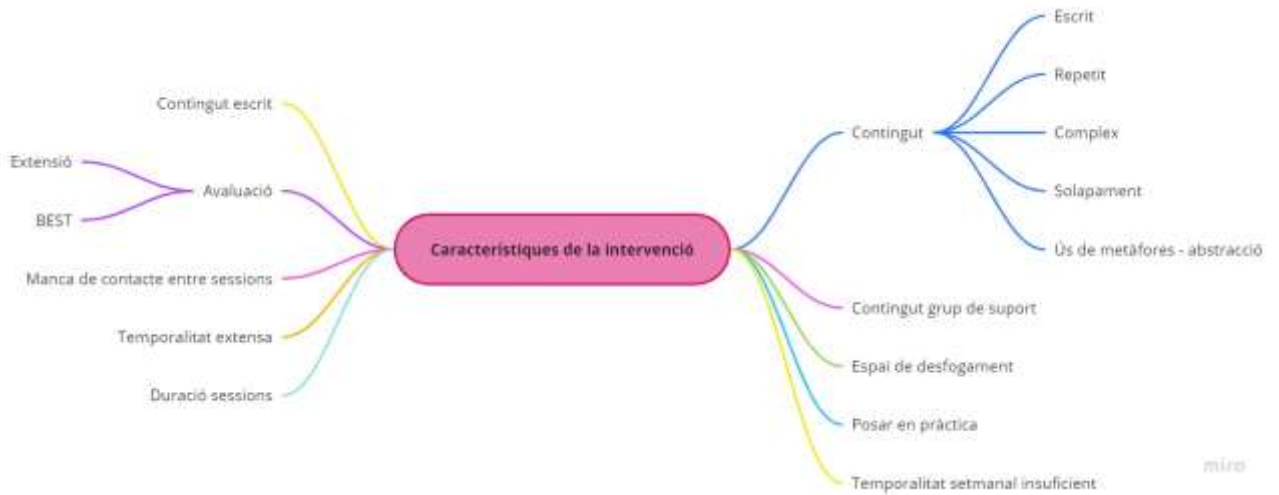 Contingut escrit
Avaluació
Extensió
BEST
Manca de contacte entre sessions
Temporalitat extensa
Duració sessions
Característiques de la intervenció
Contingut
Escrit
Repetit
Complex
Solapament
Ús de metàfores - abstracció
Contingut grup de suport
Espai de desfogament
Posar en pràctica
Temporalitat setmanal insuficient
miro